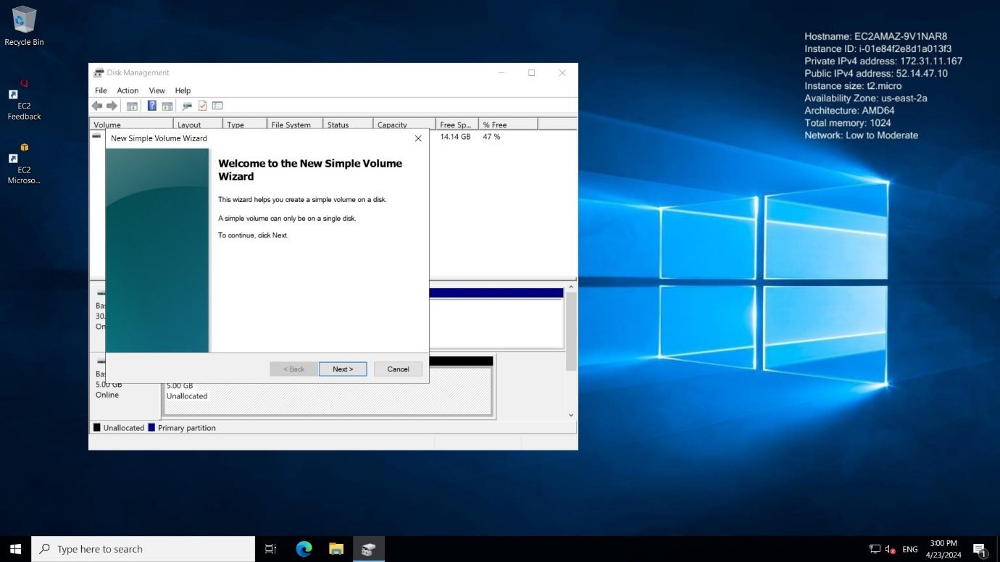 Recycle Bin
EC2
Feedback
EC2
Microso...
Hostname: EC2AMAZ-9V1NAR8
Instance ID: i-01e84f2e8d1a013f3
Private IPv4 address: 172.31.11.167
Public IPv4 address: 52.14.47.10
Instance size: t2.micro
Availability Zone: us-east-2a
Architecture: AMD64
Total memory: 1024
Network: Low to Moderate
Disk Management
File Action View Help
Volume Layout Type File System Status Capacity Free Sp... % Free
14.14 GB 47 %
New Simple Volume Wizard
Welcome to the New Simple Volume
Wizard
This wizard helps you create a simple volume on a disk.
A simple volume can only be on a single disk.
To continue, click Next.
< Back Next > Cancel
Bas
30.
On
Bas
5.00 GB
Online
5.00 GB
Unallocated
Unallocated Primary partition
Type here to search
ENG
3:00 PM
4/23/2024
1